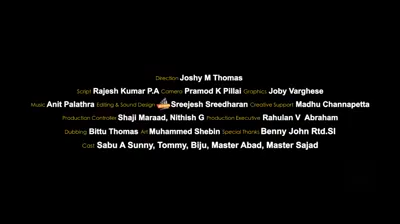 Direction Joshy M Thomas
Script Rajesh Kumar P.A Camera Pramod K Pillai Graphics Joby Varghese
Music Anit Palathra Editing & Sound Design Sreejesh Sreedharan Creative Support Madhu Channapetta
Production Controller Shaji Maraad, Nithish G Production Executive Rahulan V Abraham
Dubbing Bittu Thomas Art Muhammed Shebin Special Thanks Benny John Rtd.SI
Cast Sabu A Sunny, Tommy, Biju, Master Abad, Master Sajad